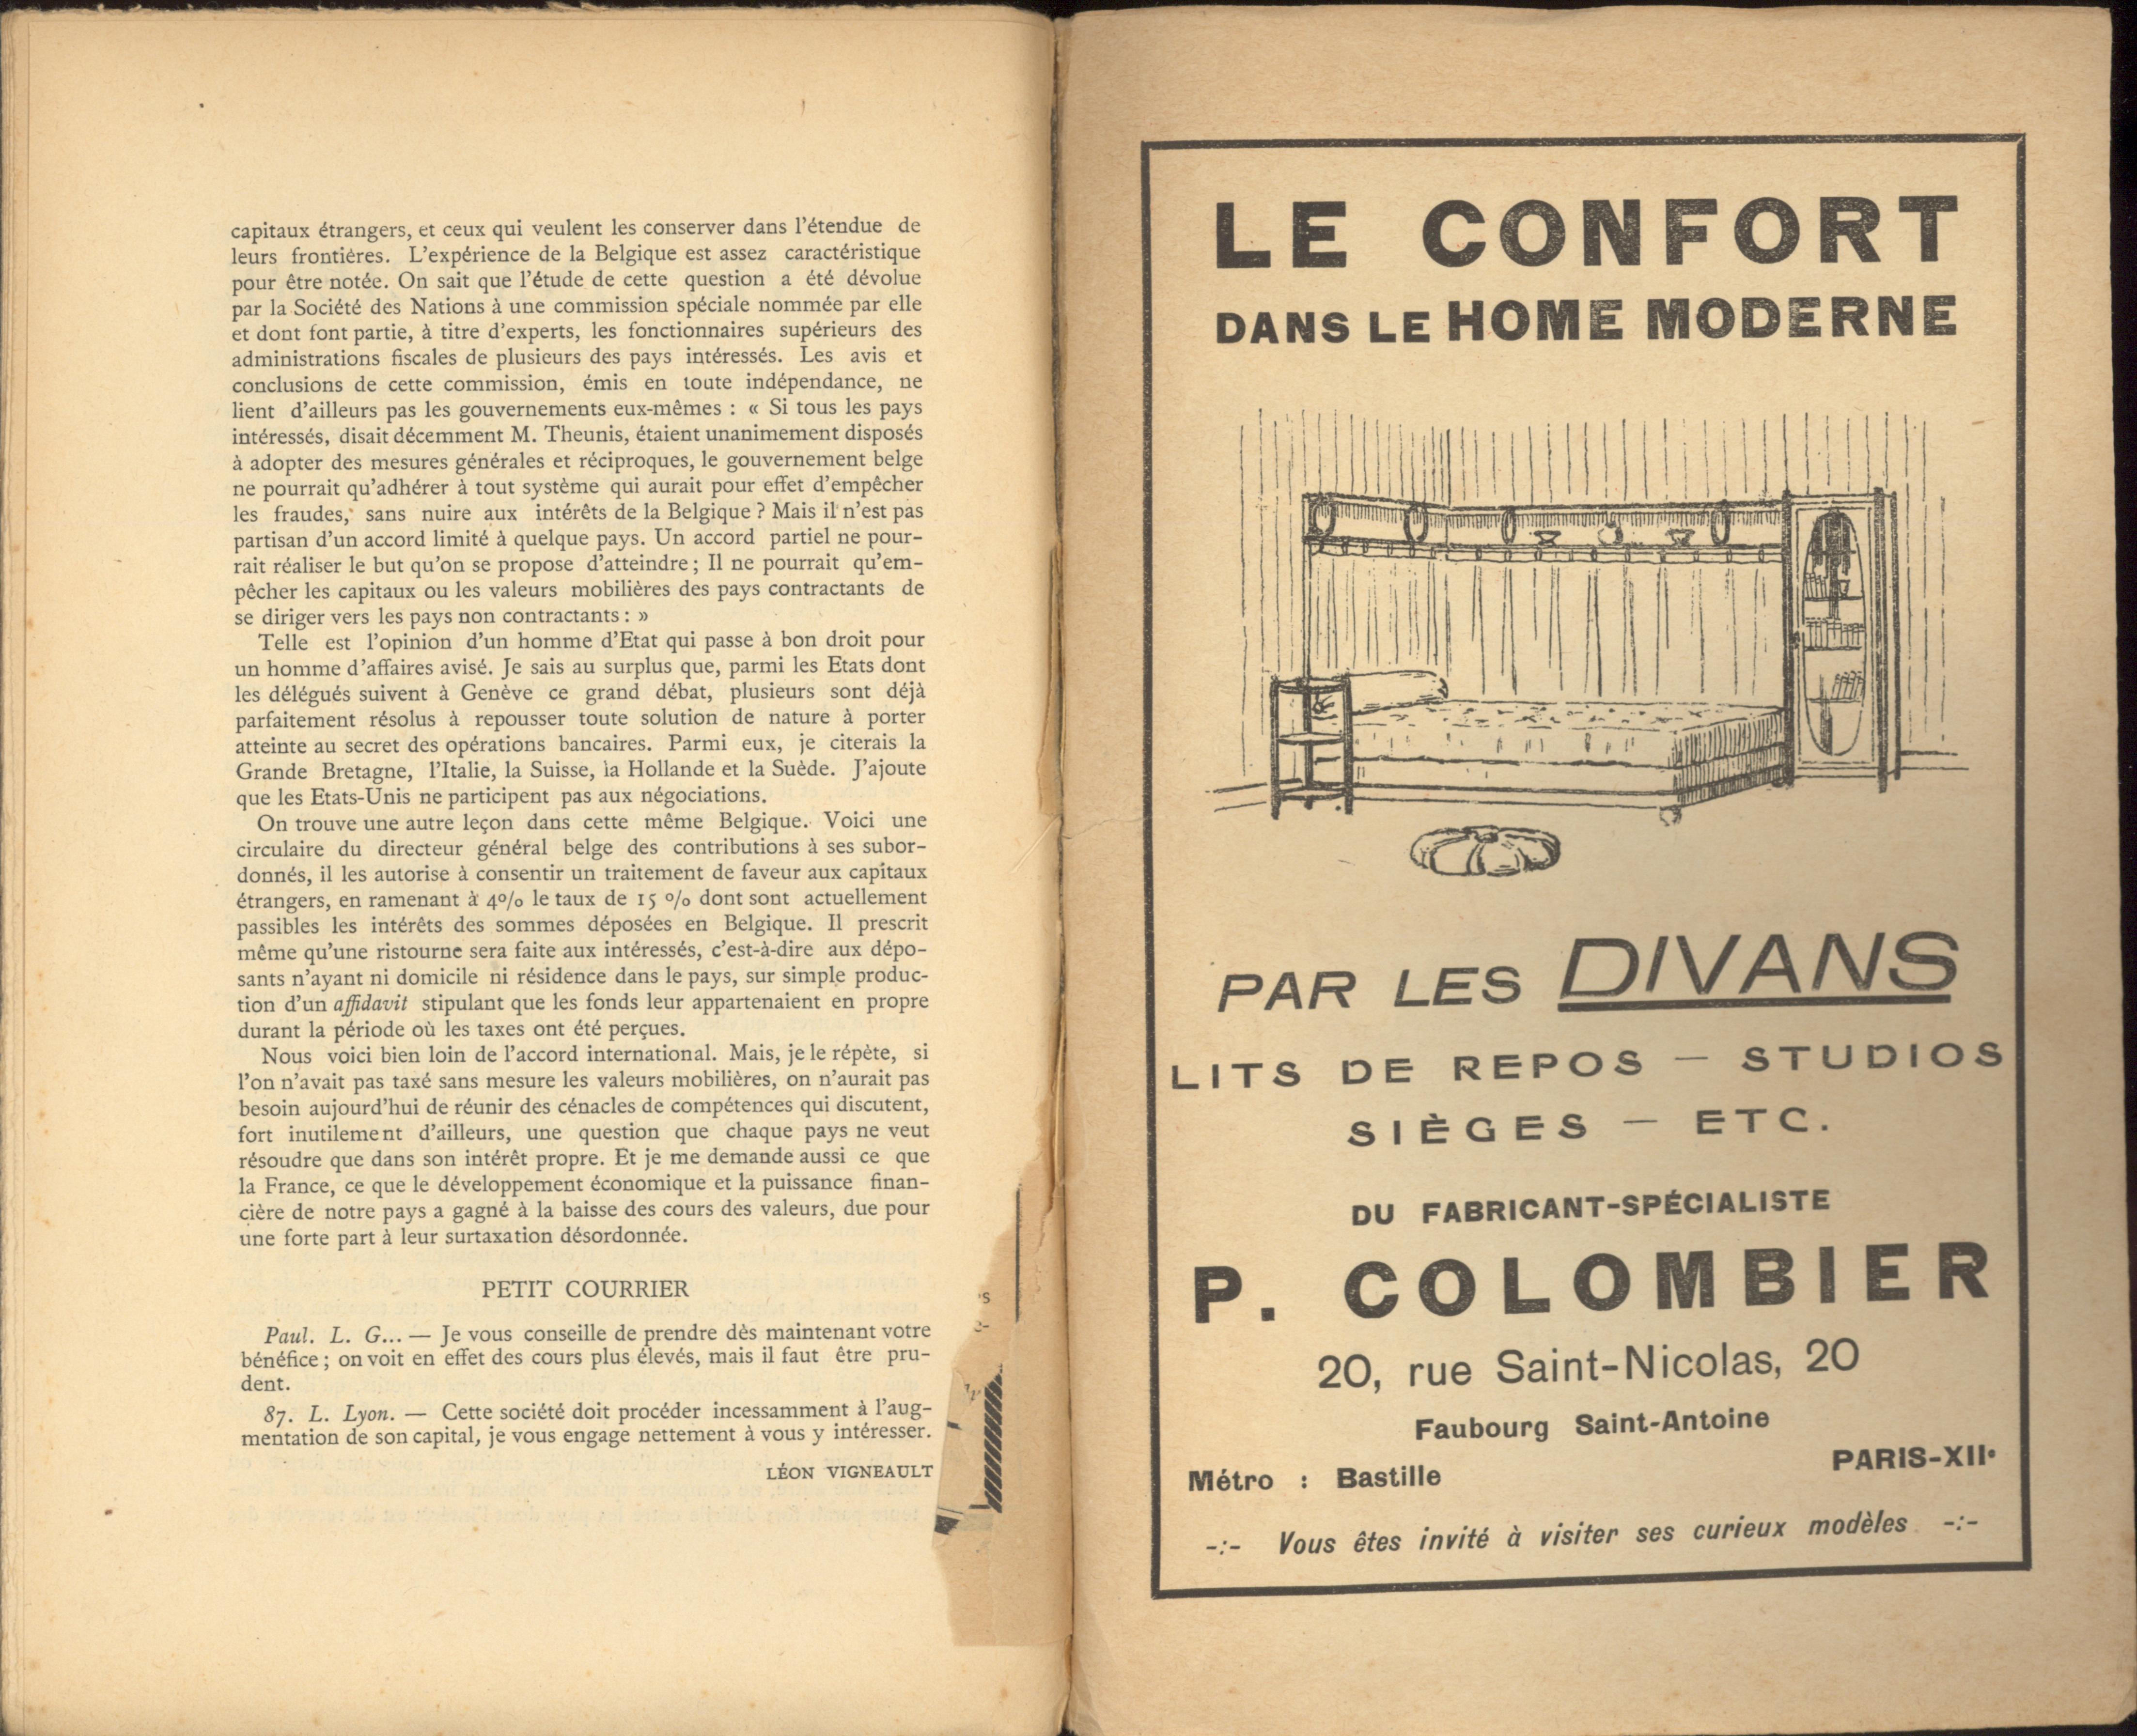 capitaux étrangers, et ceux qui veulent les conserver dans l'étendue de
leurs frontières. L'expérience de la Belgique est assez caractéristique
pour être notée. On sait que l'étude de cette question a été dévolue
par la Société des Nations à une commission spéciale nommée par elle
et dont font partie, à titre d'experts, les fonctionnaires supérieurs des
administrations fiscales de plusieurs des pays intéressés. Les avis et
conclusions de cette commission, émis en toute indépendance, ne
lient d'ailleurs pas les gouvernements eux-mêmes : « Si tous les pays
intéressés, disait décemment M. Theunis, étaient unanimement disposés
à adopter des mesures générales et réciproques, le gouvernement belge
ne pourrait qu'adhérer à tout système qui aurait pour effet d'empêcher
les fraudes, sans nuire aux intérêts de la Belgique ? Mais il n'est pas
partisan d'un accord limité à quelque pays. Un accord partiel ne pour-
rait réaliser le but qu'on se propose d'atteindre ; Il ne pourrait qu'em-
pêcher les capitaux ou les valeurs mobilières des pays contractants de
se diriger vers les pays non contractants : »
Telle est l'opinion d'un homme d'Etat qui passe à bon droit pour
un homme d'affaires avisé. Je sais au surplus que, parmi les Etats dont
les délégués suivent à Genève ce grand débat, plusieurs sont déjà
parfaitement résolus à repousser toute solution de nature à porter
atteinte au secret des opérations bancaires. Parmi eux, je citerais la
Grande Bretagne, l'Italie, la Suisse, la Hollande et la Suède. J'ajoute
que les Etats-Unis ne participent pas aux négociations.
On trouve une autre leçon dans cette même Belgique. Voici une
circulaire du directeur général belge des contributions à ses subor-
donnés, il les autorise à consentir un traitement de faveur aux capitaux
étrangers, en ramenant à 4% le taux de 15 % dont sont actuellement
passibles les intérêts des sommes déposées en Belgique. Il prescrit
même qu'une ristourne sera faite aux intéressés, c'est-à-dire aux dépo-
sants n'ayant ni domicile ni résidence dans le pays, sur simple produc-
tion d'un affidavit stipulant que les fonds leur appartenaient en propre
durant la période où les taxes ont été perçues.
Nous voici bien loin de l'accord international. Mais, je le répète, si
l'on n'avait pas taxé sans mesure les valeurs mobilières, on n'aurait pas
besoin aujourd'hui de réunir des cénacles de compétences qui discutent,
fort inutilement d'ailleurs, une question que chaque pays ne veut
résoudre que dans son intérêt propre. Et je me demande aussi ce que
la France, ce que le développement économique et la puissance finan-
cière de notre pays a gagné à la baisse des cours des valeurs, due pour
une forte part à leur surtaxation désordonnée.
PETIT COURRIER
Paul. L. G... — Je vous conseille de prendre dès maintenant votre
bénéfice ; on voit en effet des cours plus élevés, mais il faut être pru-
dent.
87. L. Lyon. — Cette société doit procéder incessamment à l'aug-
mentation de son capital, je vous engage nettement à vous y intéresser.
LÉON VIGNEAULT
LE CONFORT
DANS LE HOME MODERNE
PAR LES DIVANS
LITS DE REPOS — STUDIOS
SIÈGES — ETC.
DU FABRICANT-SPÉCIALISTE
P. COLOMBIER
20, rue Saint-Nicolas, 20
Faubourg Saint-Antoine
PARIS-XIIe
Métro : Bastille
-:- Vous êtes invité à visiter ses curieux modèles -:-